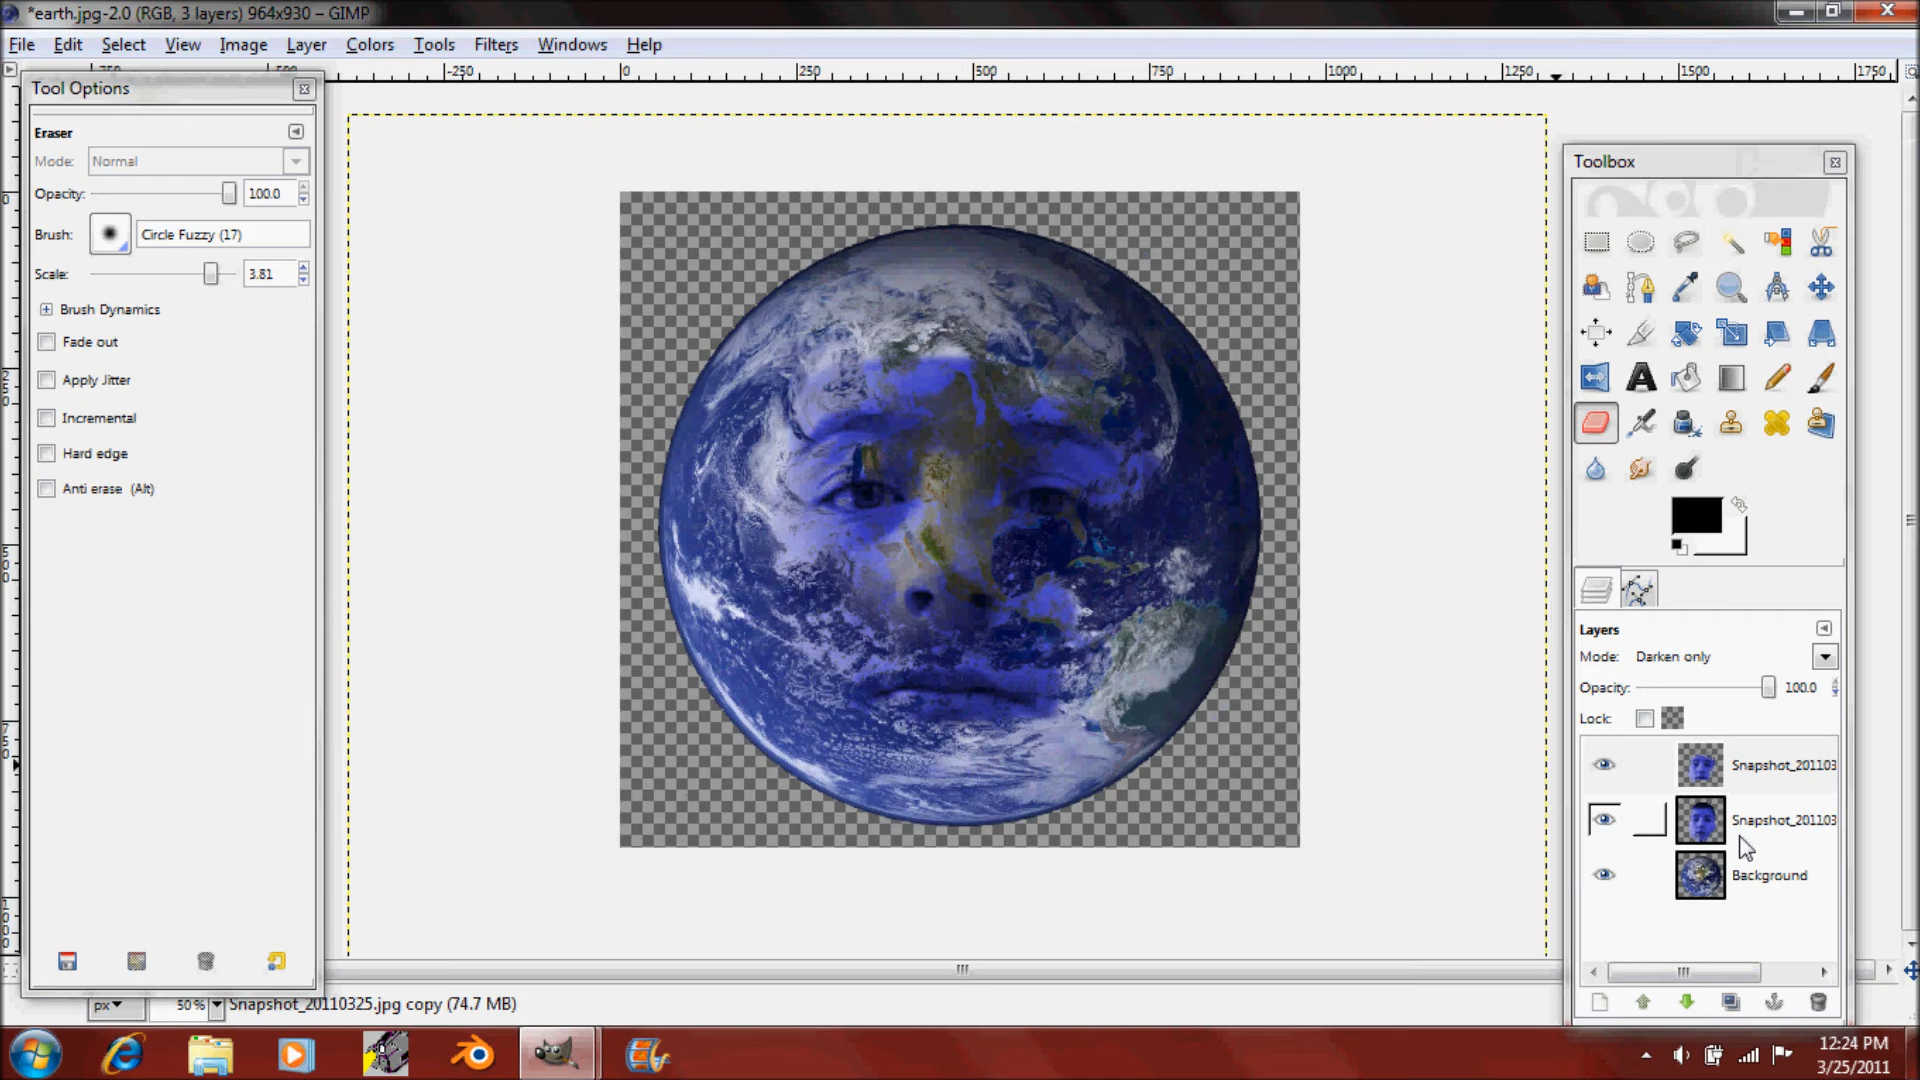 *earth.jpg-2.0 (RGB, 3 layers) 964x930 – GIMP
File Edit Select View Image Layer Colors Tools Filters Windows Help
-250 0 250 500 750 1000 1250 1500 1750
Tool Options
Eraser
Mode: Normal
Opacity: 100.0
Brush: Circle Fuzzy (17)
Scale: 3.81
Brush Dynamics
Fade out
Apply Jitter
Incremental
Hard edge
Anti erase (Alt)
Toolbox
Layers
Mode: Darken only
Opacity: 100.0
Lock:
Snapshot_201103
Snapshot_201103
Background
px 50% Snapshot_20110325.jpg copy (74.7 MB)
12:24 PM
3/25/2011